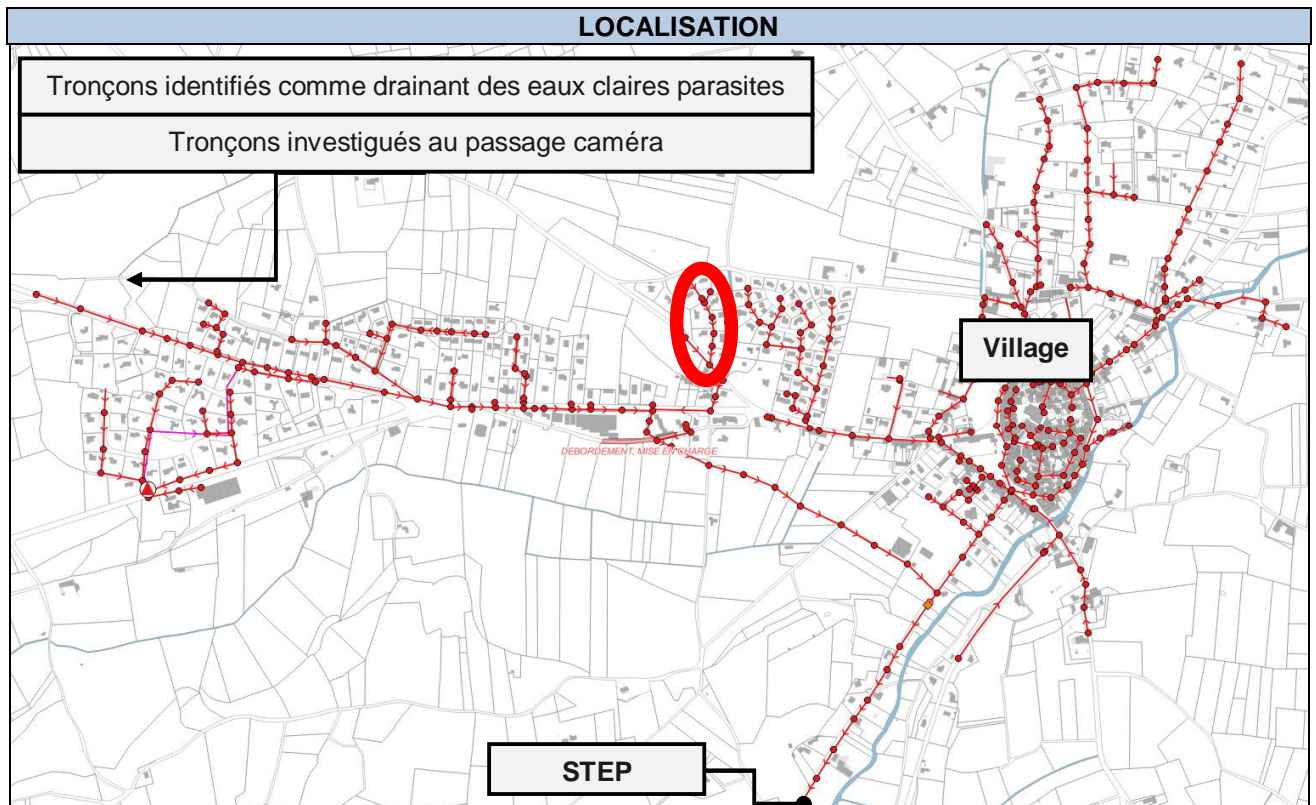 LOCALISATION
Tronçons identifiés comme drainant des eaux claires parasites
Tronçons investigués au passage caméra
Village
DEBORDEMENT, MISE EN CHARGE
STEP